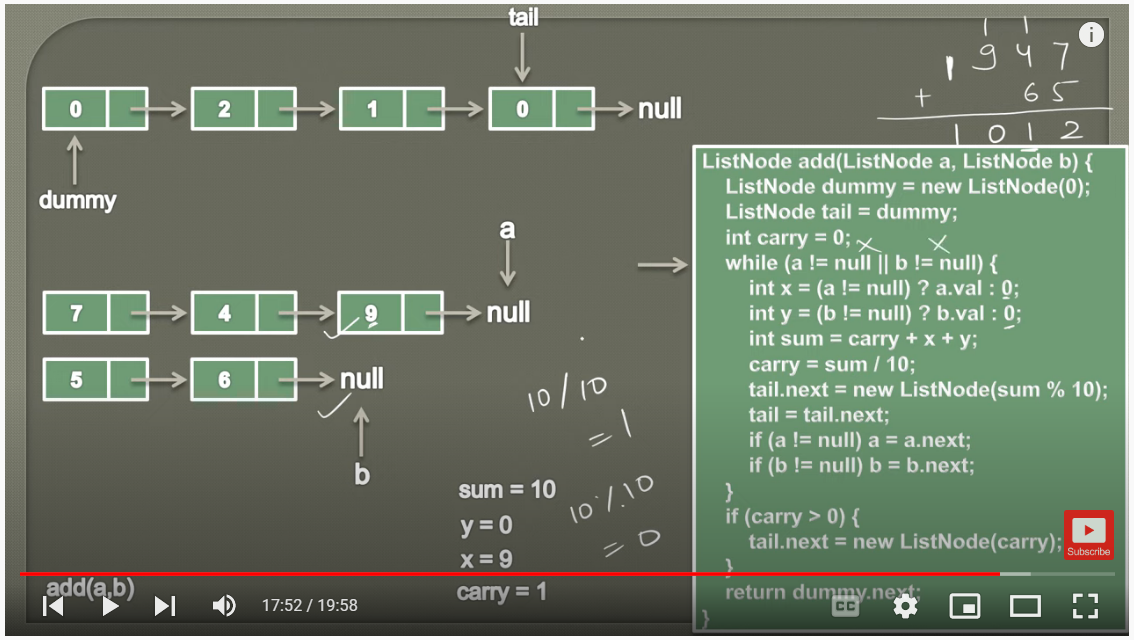 tail
0 2 1 0 null
dummy
1 1
1 9 4 7
+ 6 5
1 0 1 2
a
7 4 9 null
5 6 null
b
10/10
= 1
10%10
= 0
sum = 10
y = 0
x = 9
carry = 1
add(a,b)
ListNode add(ListNode a, ListNode b) {
ListNode dummy = new ListNode(0);
ListNode tail = dummy;
int carry = 0;
while (a != null || b != null) {
int x = (a != null) ? a.val : 0;
int y = (b != null) ? b.val : 0;
int sum = carry + x + y;
carry = sum / 10;
tail.next = new ListNode(sum % 10);
tail = tail.next;
if (a != null) a = a.next;
if (b != null) b = b.next;
}
if (carry > 0) {
tail.next = new ListNode(carry);
}
return dummy.next;
}
Subscribe
17:52 / 19:58
CC
i